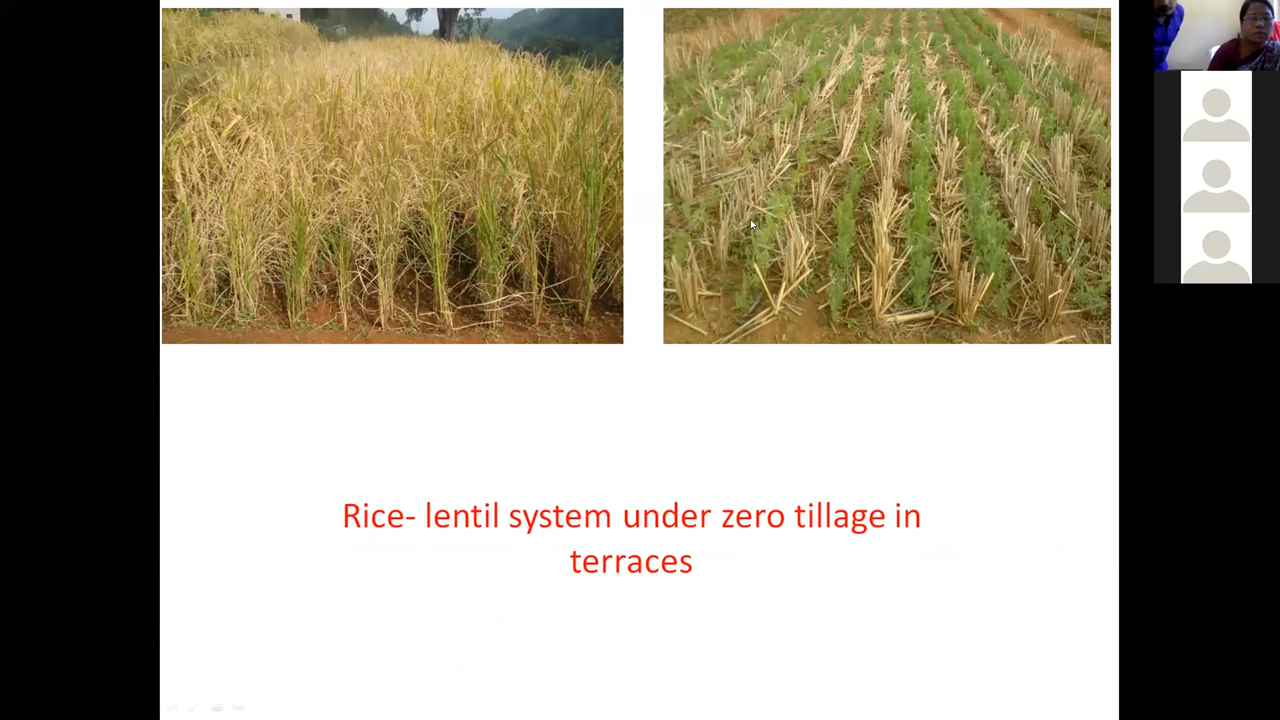 Rice- lentil system under zero tillage in
terraces